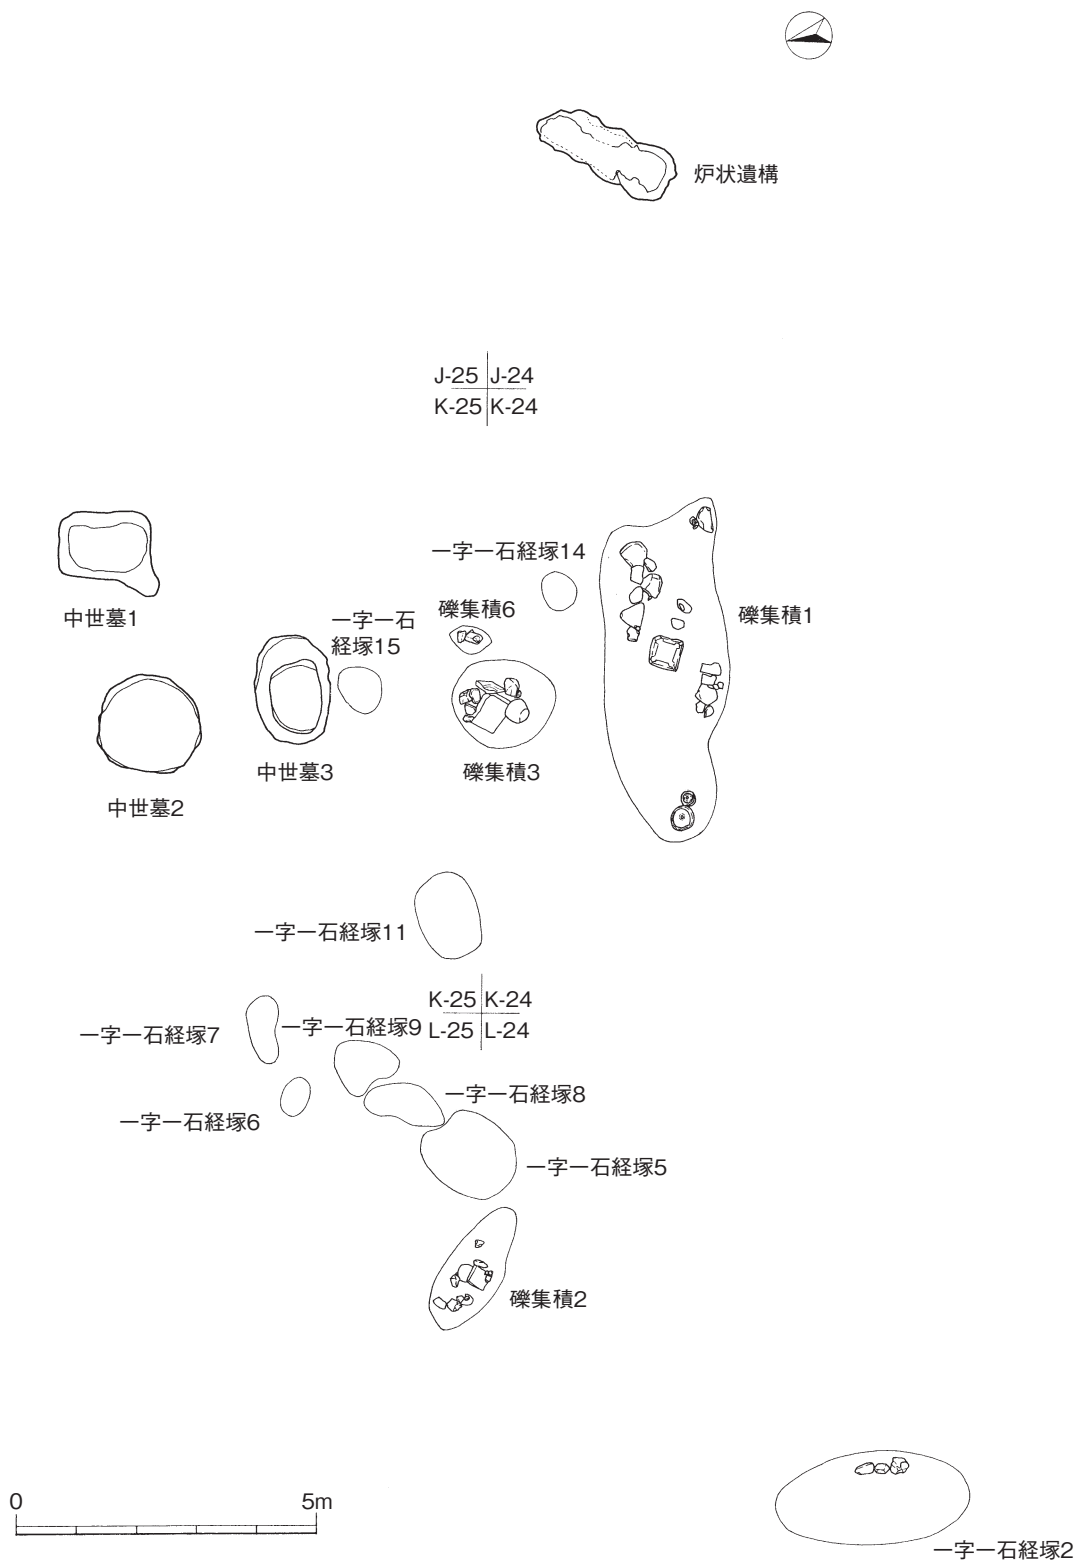 炉状遺構
J-25 J-24
K-25 K-24
一字一石経塚14
中世墓1
一字一石
経塚15
礫集積6
礫集積1
中世墓3
礫集積3
中世墓2
一字一石経塚11
K-25 K-24
L-25 L-24
一字一石経塚7
一字一石経塚9
一字一石経塚8
一字一石経塚6
一字一石経塚5
礫集積2
0 5m
一字一石経塚2